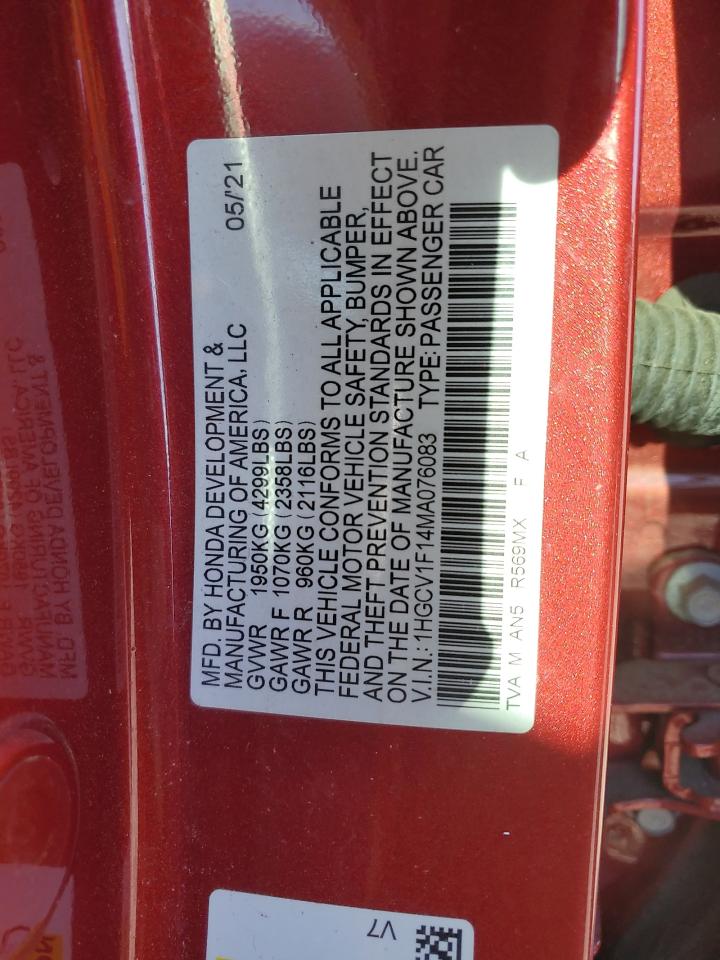 MFD. BY HONDA DEVELOPMENT &
MANUFACTURING OF AMERICA, LLC 05/'21
GVWR 1950KG (4299LBS)
GAWR F 1070KG (2358LBS)
GAWR R 960KG (2116LBS)
THIS VEHICLE CONFORMS TO ALL APPLICABLE
FEDERAL MOTOR VEHICLE SAFETY, BUMPER,
AND THEFT PREVENTION STANDARDS IN EFFECT
ON THE DATE OF MANUFACTURE SHOWN ABOVE.
V.I.N.: 1HGCV1F14MA076083 TYPE: PASSENGER CAR
TVA M AN5 R569MX F A
V7